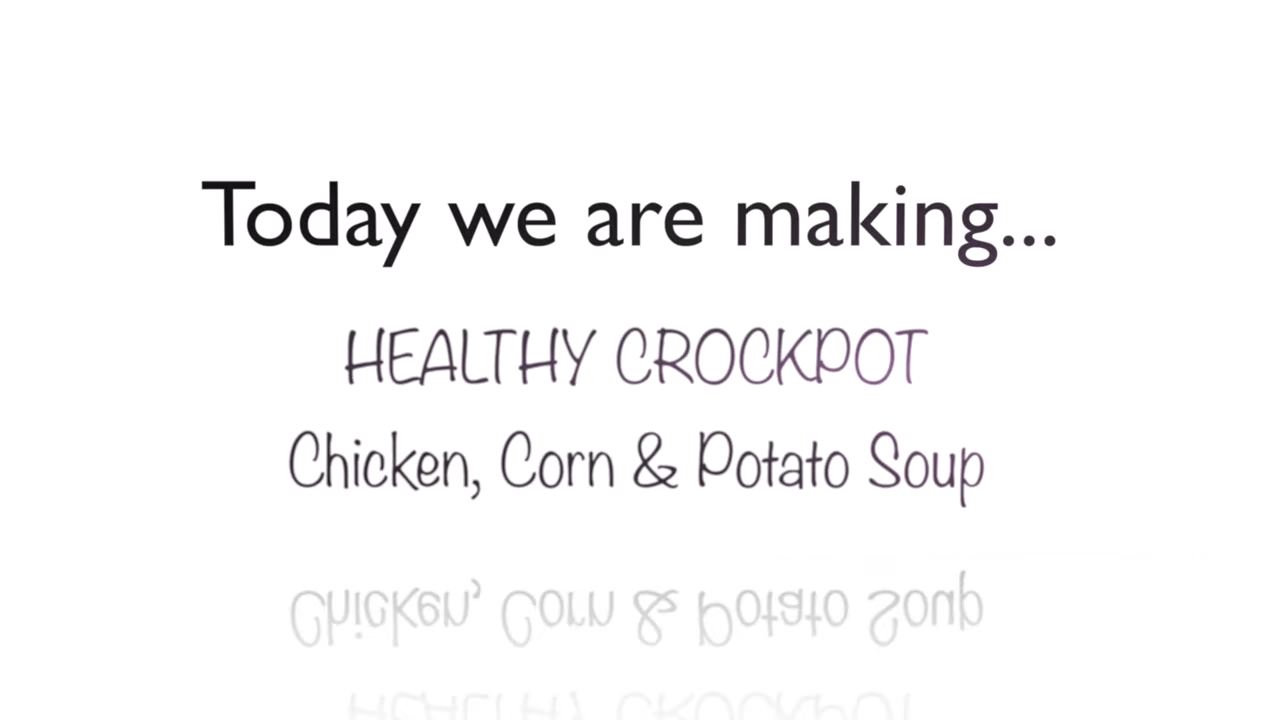 Today we are making...
HEALTHY CROCKPOT
Chicken, Corn & Potato Soup